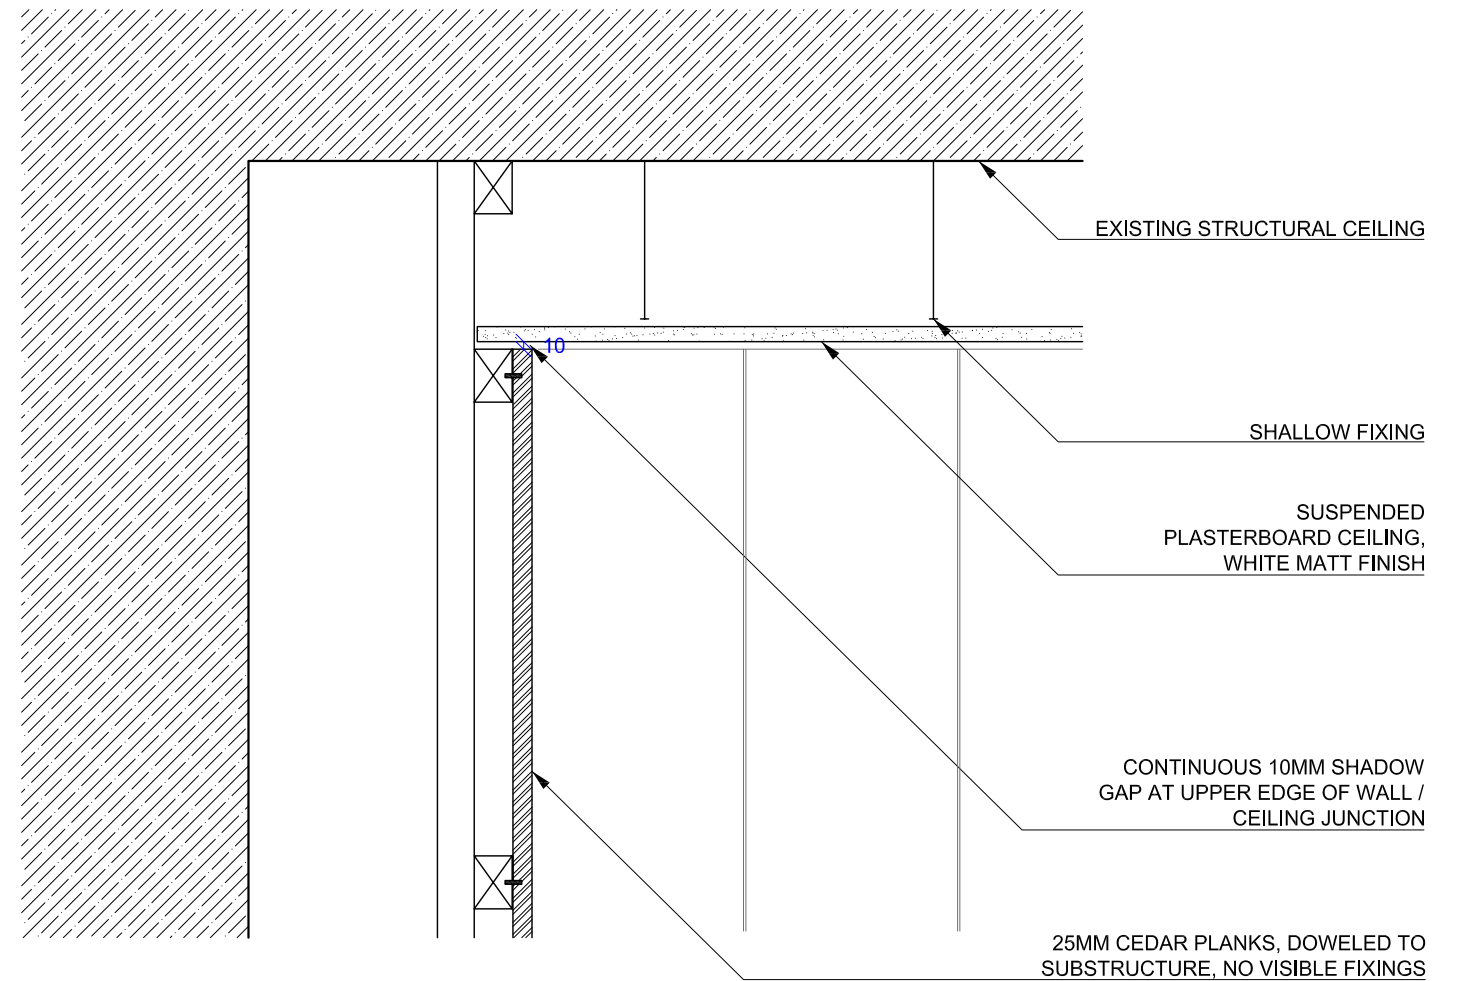 EXISTING STRUCTURAL CEILING
10
SHALLOW FIXING
SUSPENDED
PLASTERBOARD CEILING,
WHITE MATT FINISH
CONTINUOUS 10MM SHADOW
GAP AT UPPER EDGE OF WALL /
CEILING JUNCTION
25MM CEDAR PLANKS, DOWELED TO
SUBSTRUCTURE, NO VISIBLE FIXINGS